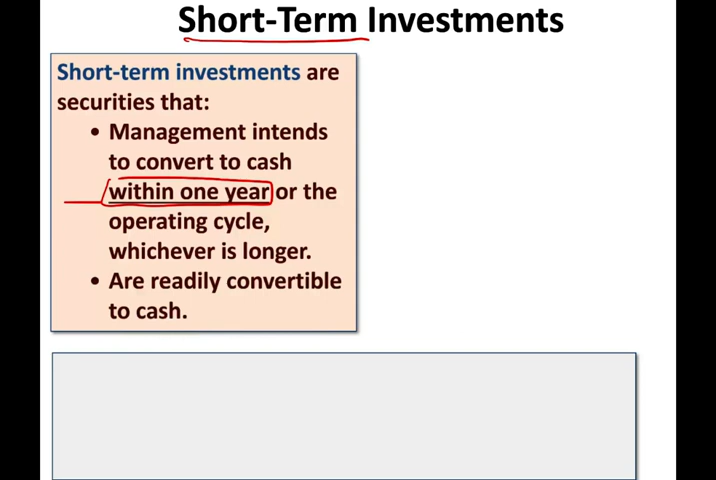 Short-Term Investments
Short-term investments are
securities that:
• Management intends
to convert to cash
within one year or the
operating cycle,
whichever is longer.
• Are readily convertible
to cash.